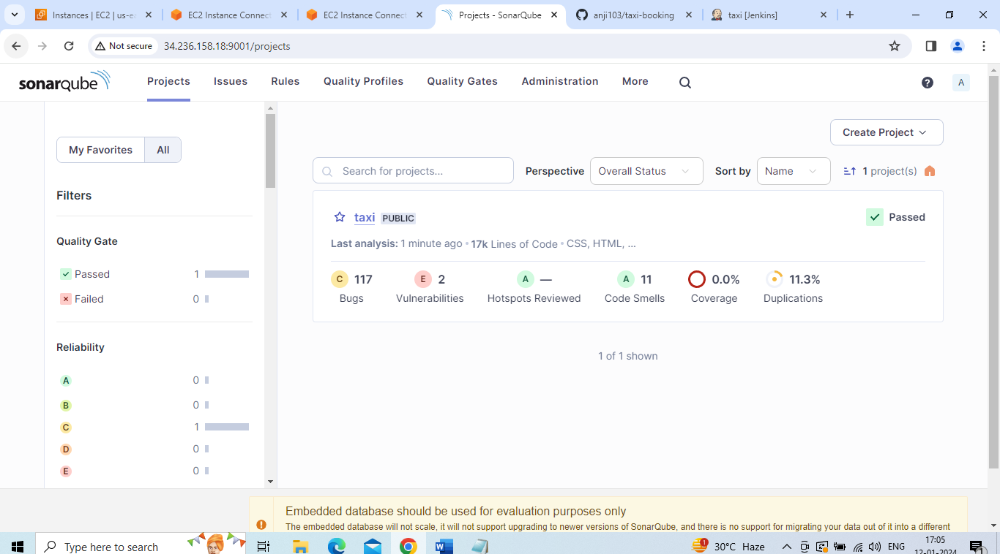 Instances | EC2 | us-ea
EC2 Instance Connect
EC2 Instance Connect
Projects - SonarQube
anji103/taxi-booking
taxi [Jenkins]
Not secure
34.236.158.18:9001/projects
sonarqube
Projects
Issues
Rules
Quality Profiles
Quality Gates
Administration
More
A
My Favorites
All
Create Project
Search for projects...
Perspective
Overall Status
Sort by
Name
1 project(s)
Filters
Quality Gate
Passed 1
Failed 0
Reliability
A 0
B 0
C 1
D 0
E 0
taxi PUBLIC
Passed
Last analysis: 1 minute ago • 17k Lines of Code • CSS, HTML, ...
C 117
E 2
A —
A 11
0.0%
11.3%
Bugs
Vulnerabilities
Hotspots Reviewed
Code Smells
Coverage
Duplications
1 of 1 shown
Embedded database should be used for evaluation purposes only
The embedded database will not scale, it will not support upgrading to newer versions of SonarQube, and there is no support for migrating your data out of it into a different
Type here to search
1
30°C Haze
ENG
17:05
12-01-2024
1